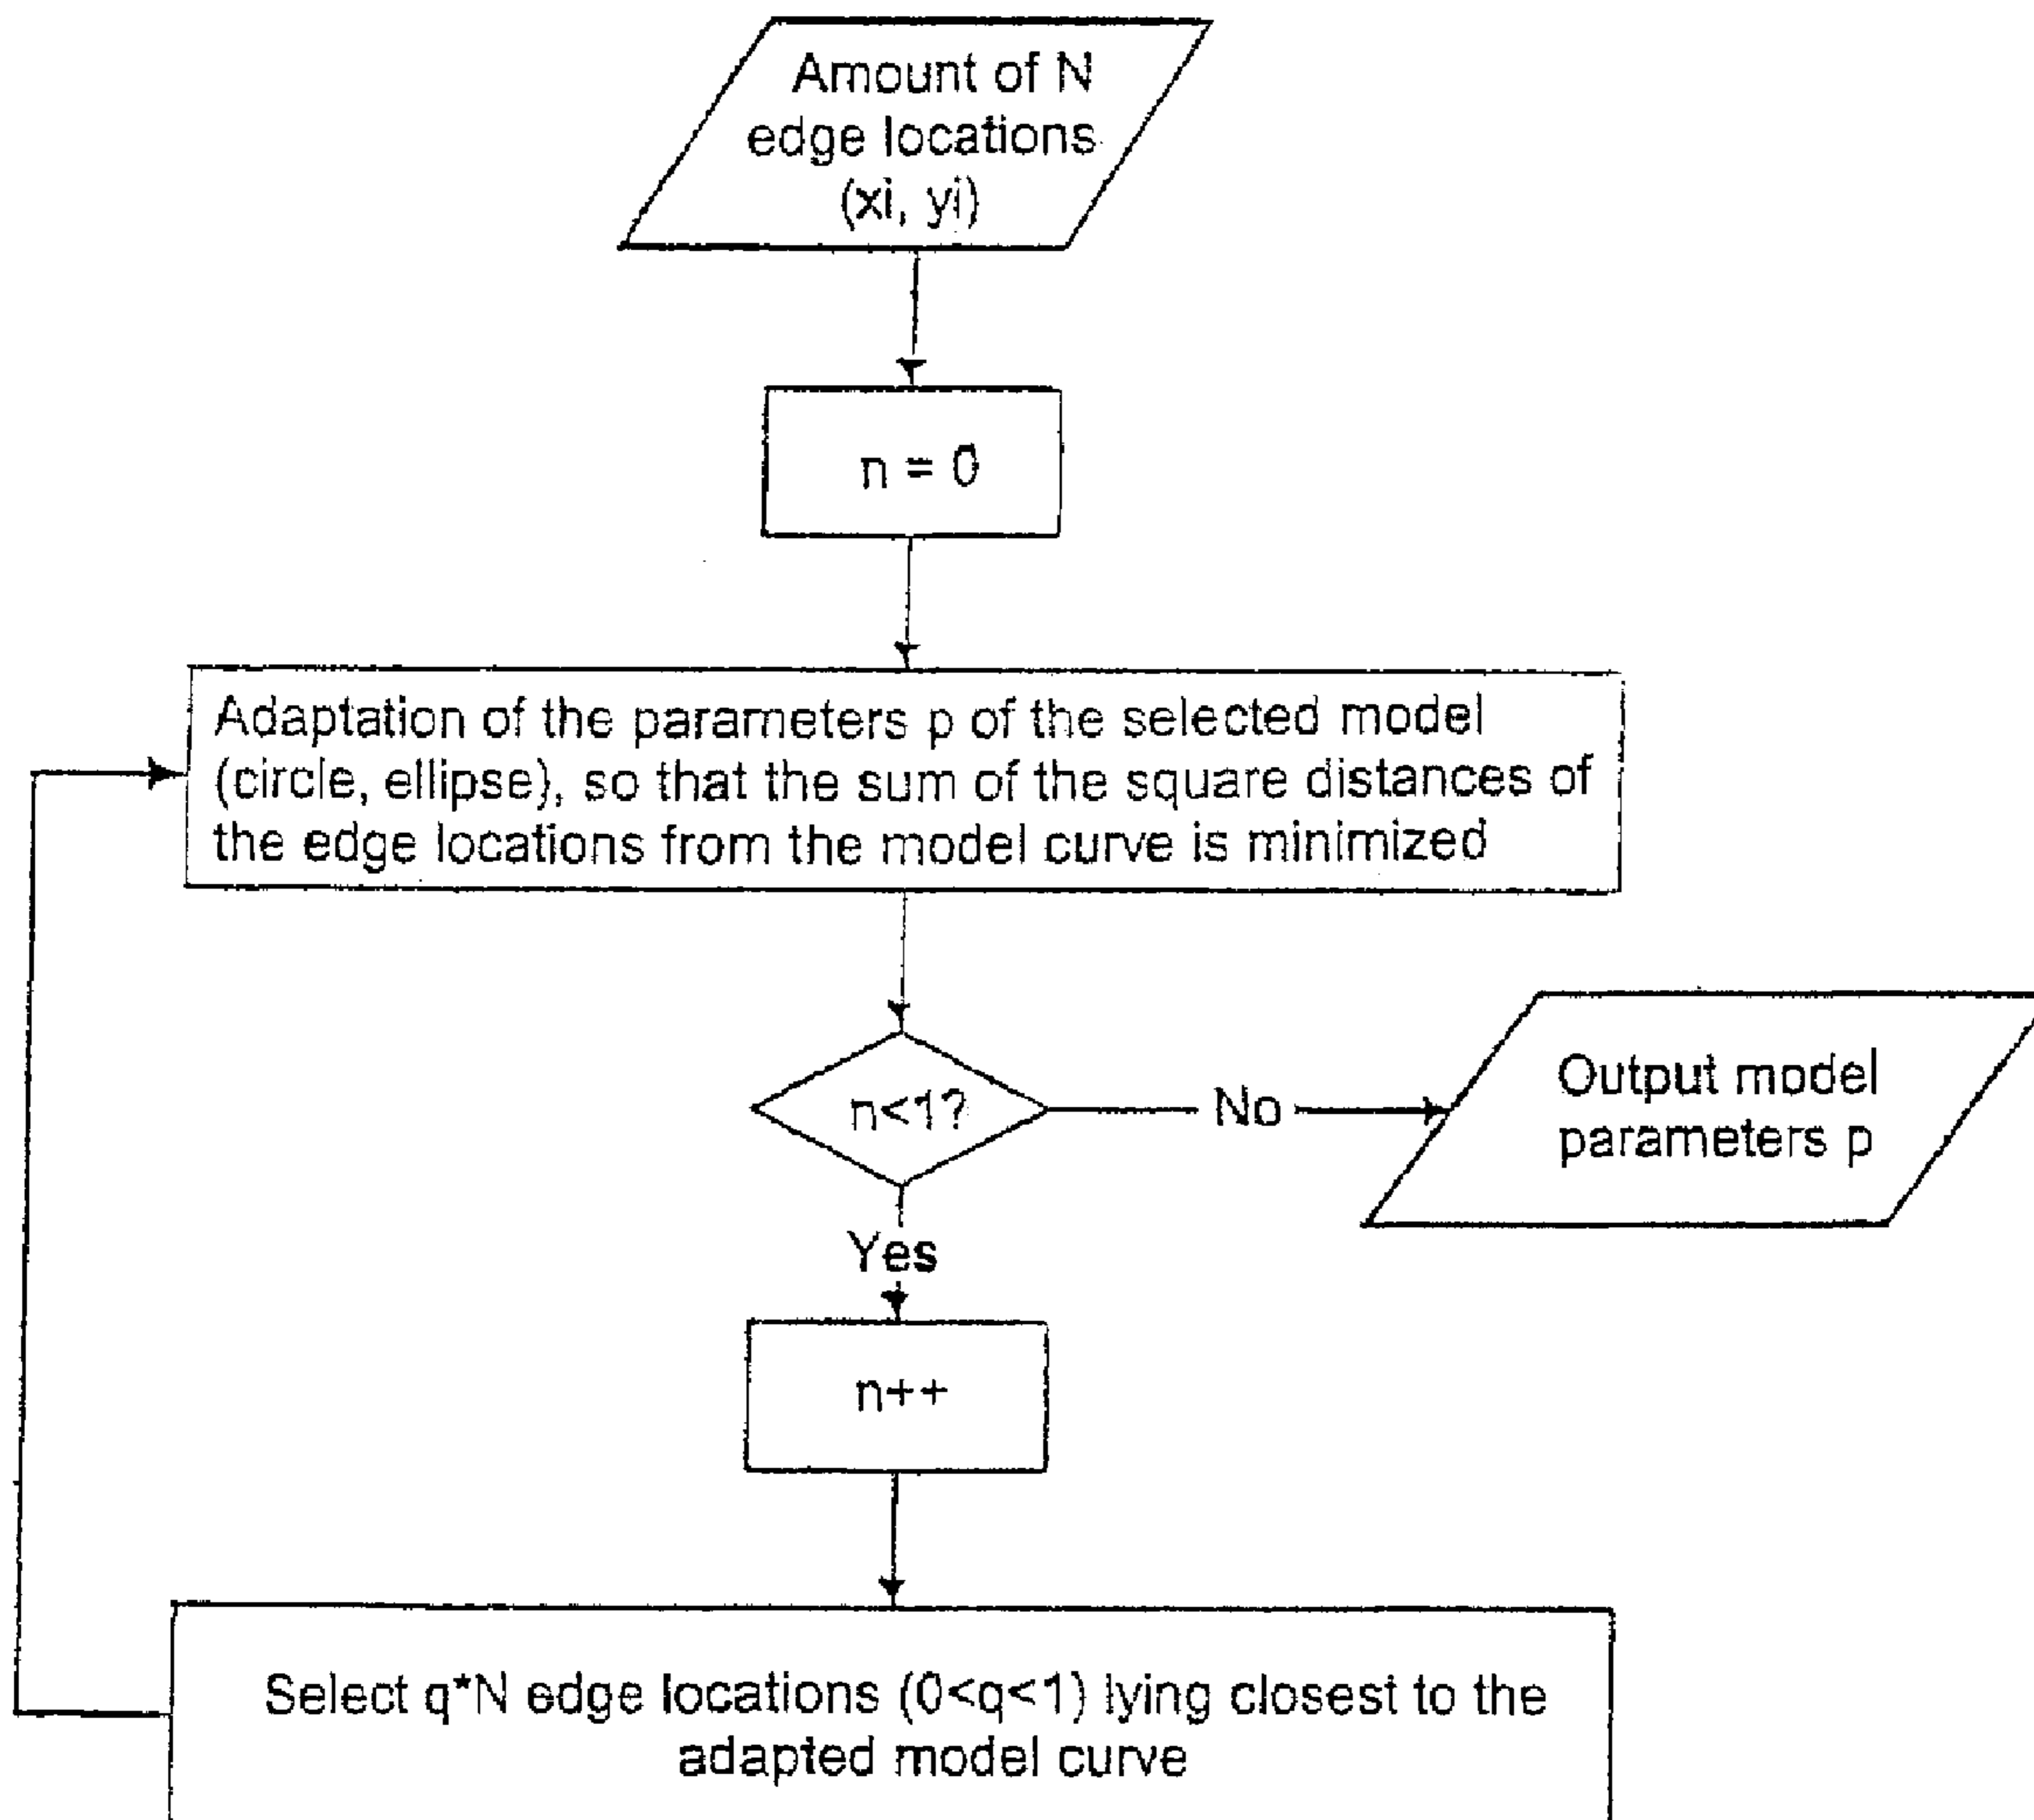 Amount of N
edge locations
(xi, yi)
n = 0
Adaptation of the parameters p of the selected model
(circle, ellipse), so that the sum of the square distances of
the edge locations from the model curve is minimized
n<1?
No
Output model
parameters p
Yes
n++
Select q*N edge locations (0<q<1) lying closest to the
adapted model curve